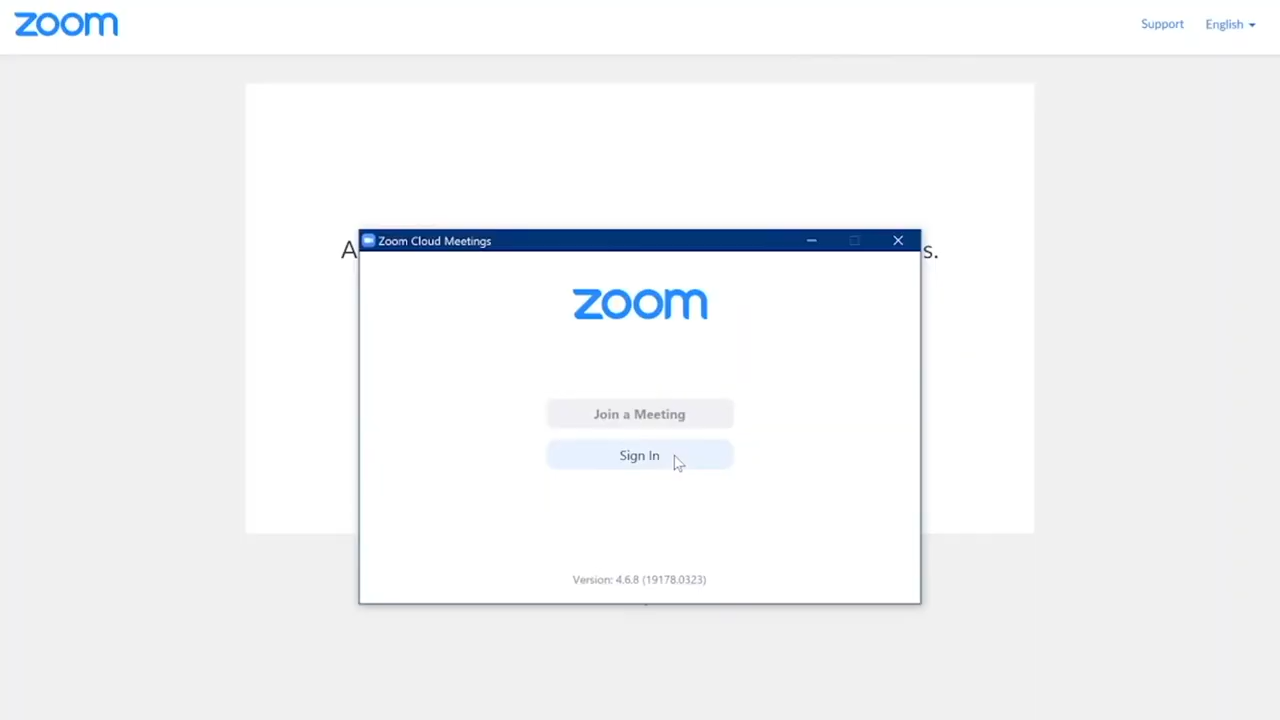 zoom
Support
English
Zoom Cloud Meetings
A
s.
zoom
Join a Meeting
Sign In
Version: 4.6.8 (19178.0323)